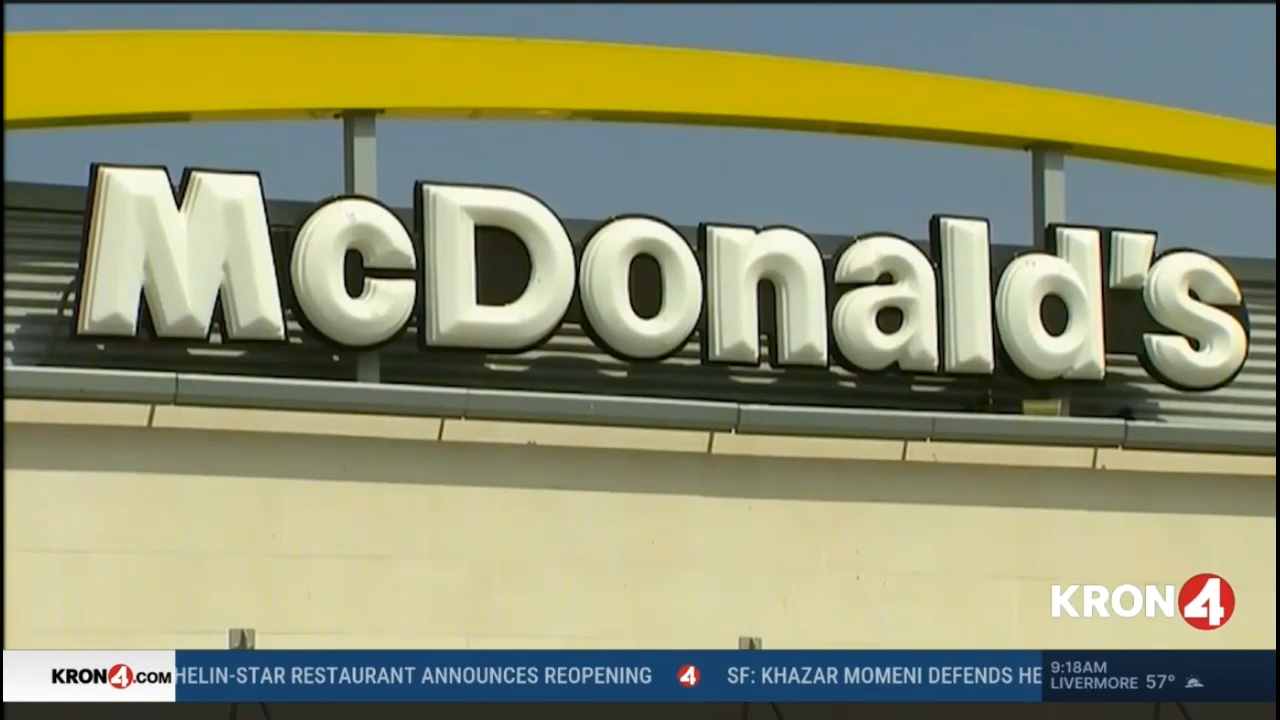 McDonald's
KRON4
KRON4.COM
HELIN-STAR RESTAURANT ANNOUNCES REOPENING 4 SF: KHAZAR MOMENI DEFENDS HE
9:18AM
LIVERMORE 57°